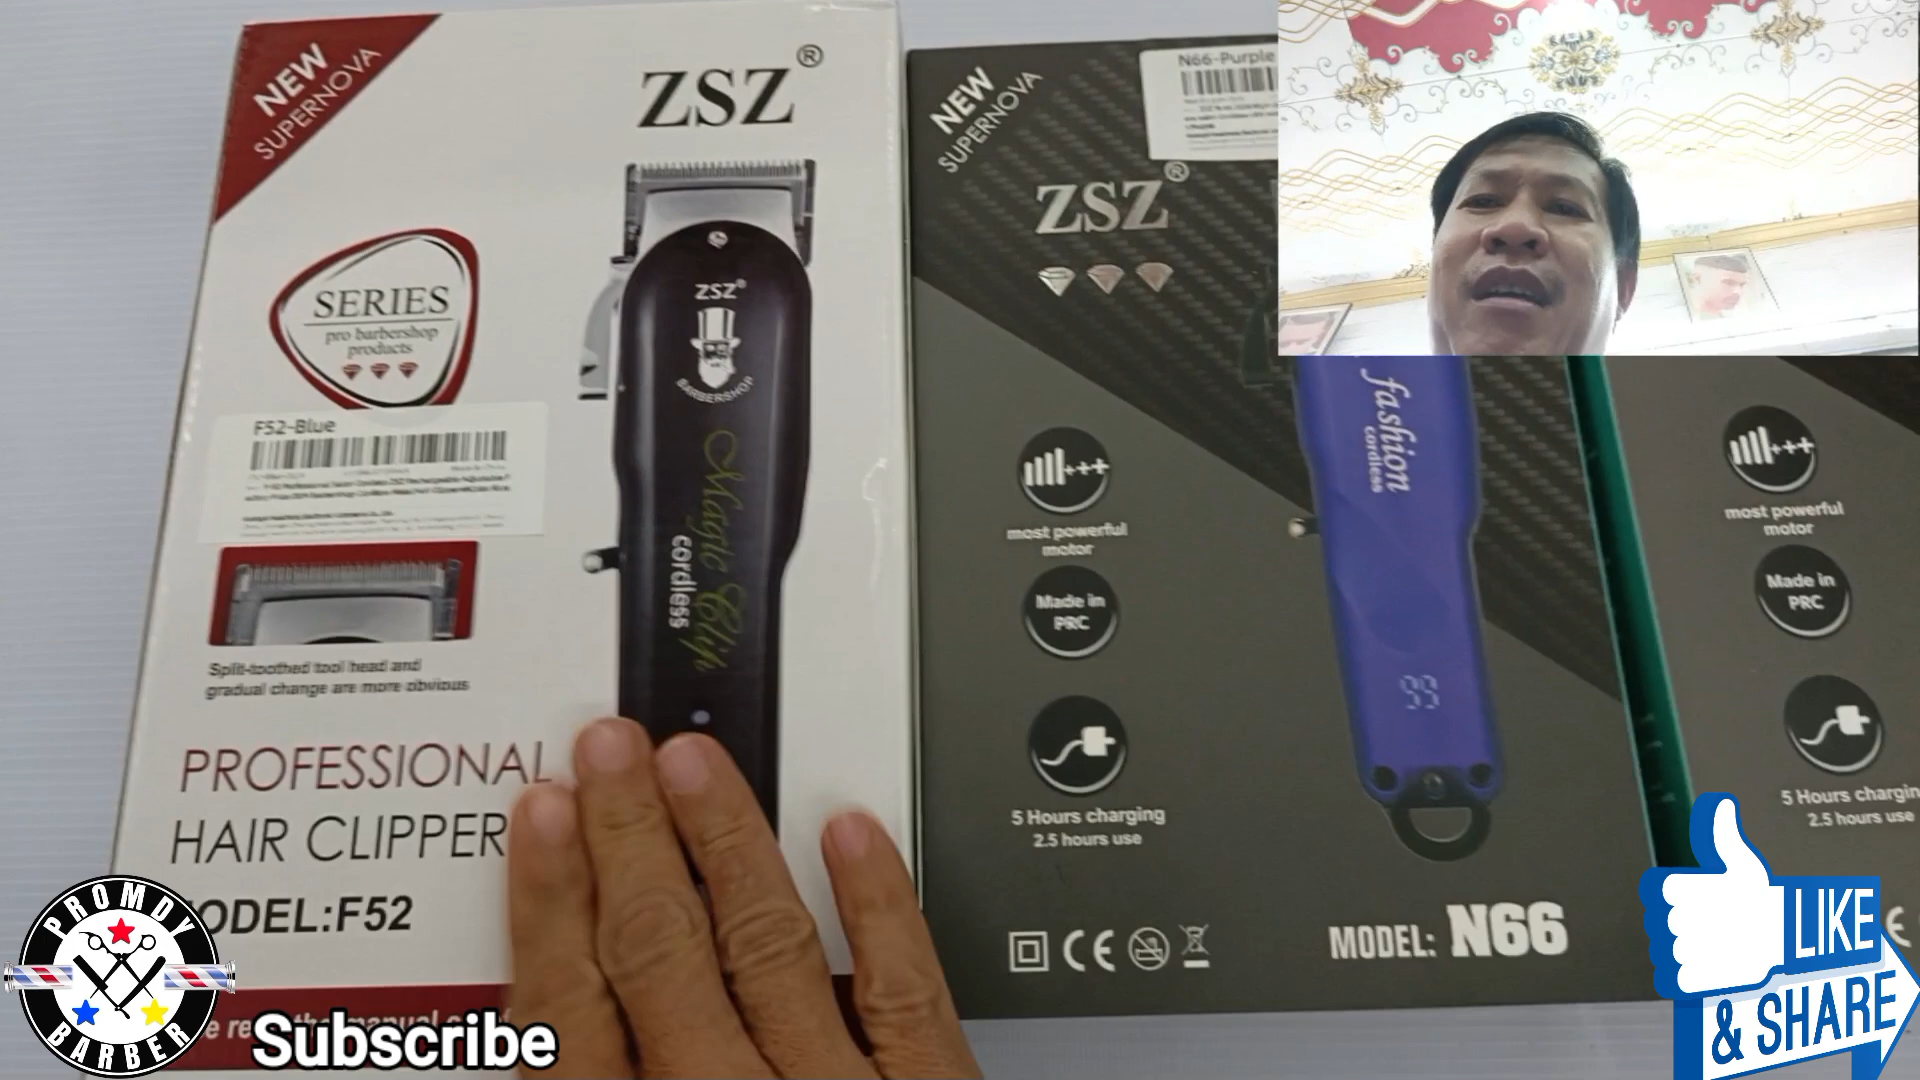 NEW
SUPERNOVA
ZSZ®
SERIES
pro barbershop
products
F52-Blue
ZSZ®
BARBERSHOP
Magic Clip
cordless
Split-toothed tool head and
gradual change are more obvious
PROFESSIONAL
HAIR CLIPPER
ODEL:F52
NEW
SUPERNOVA
N66-Purple
ZSZ®
most powerful
motor
Made in
PRC
5 Hours charging
2.5 hours use
fashion
cordless
99
MODEL: N66
CE
most powerful
motor
Made in
PRC
5 Hours chargin
2.5 hours use
PROMDY
BARBER
Subscribe
LIKE
& SHARE